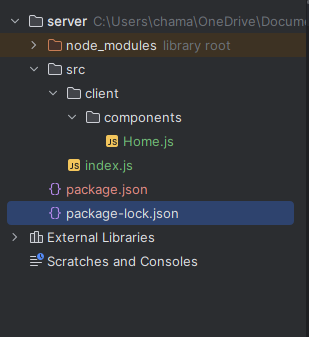 server C:\Users\chama\OneDrive\Docume
node_modules library root
src
client
components
JS Home.js
JS index.js
{} package.json
{} package-lock.json
External Libraries
Scratches and Consoles